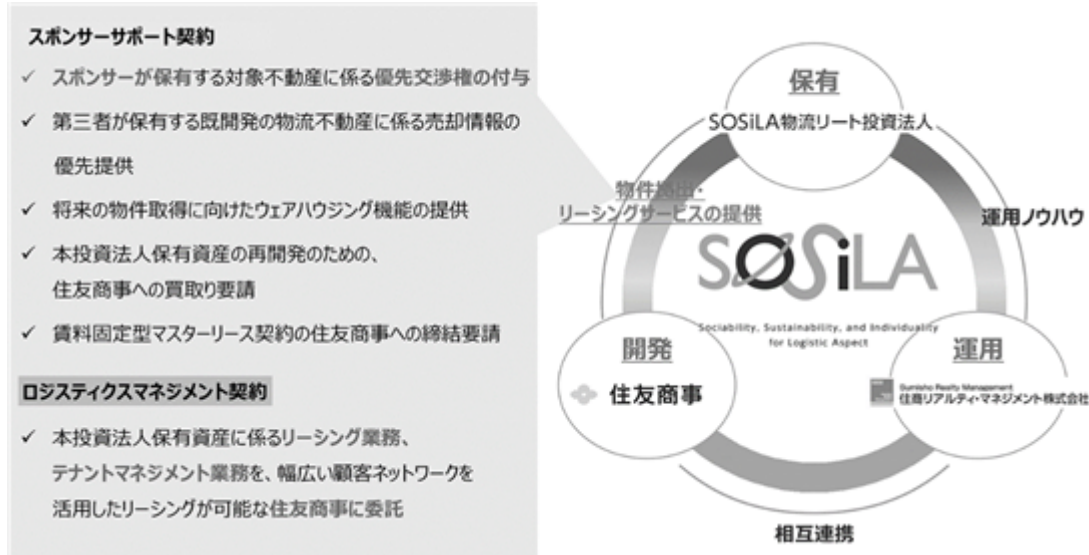 スポンサーサポート契約
✓ スポンサーが保有する対象不動産に係る優先交渉権の付与
✓ 第三者が保有する既開発の物流不動産に係る売却情報の
優先提供
✓ 将来の物件取得に向けたウェアハウジング機能の提供
✓ 本投資法人保有資産の再開発のための、
住友商事への買取り要請
✓ 賃料固定型マスターリース契約の住友商事への締結要請
ロジスティクスマネジメント契約
✓ 本投資法人保有資産に係るリーシング業務、
テナントマネジメント業務を、幅広い顧客ネットワークを
活用したリーシングが可能な住友商事に委託
保有
SOSiLA物流リート投資法人
物件拠出・
リーシングサービスの提供
運用ノウハウ
SOSiLA
Sociability, Sustainability, and Individuality
for Logistic Aspect
開発
住友商事
運用
Sumisho Realty Management
住商リアルティ・マネジメント株式会社
相互連携